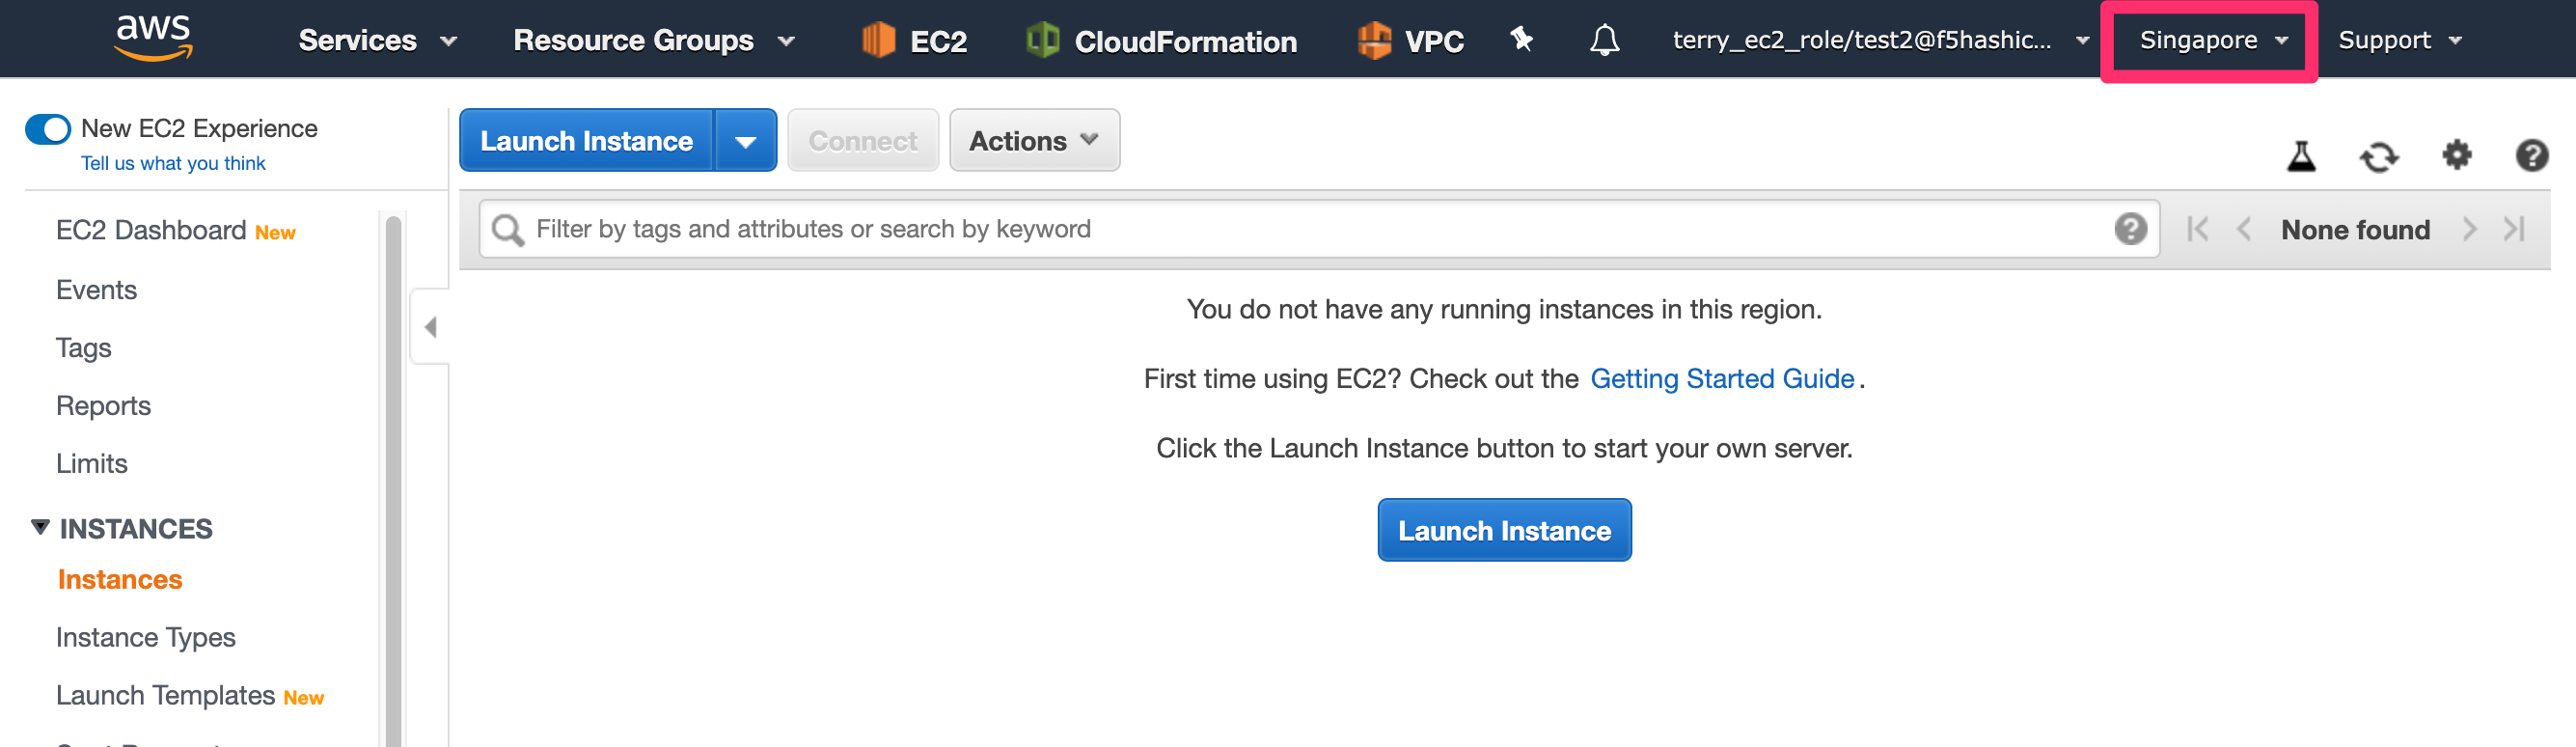 aws Services Resource Groups EC2 CloudFormation VPC terry_ec2_role/test2@f5hashic... Singapore Support
New EC2 Experience
Tell us what you think
EC2 Dashboard New
Events
Tags
Reports
Limits
INSTANCES
Instances
Instance Types
Launch Templates New
Launch Instance Connect Actions
Filter by tags and attributes or search by keyword
None found
You do not have any running instances in this region.
First time using EC2? Check out the Getting Started Guide.
Click the Launch Instance button to start your own server.
Launch Instance